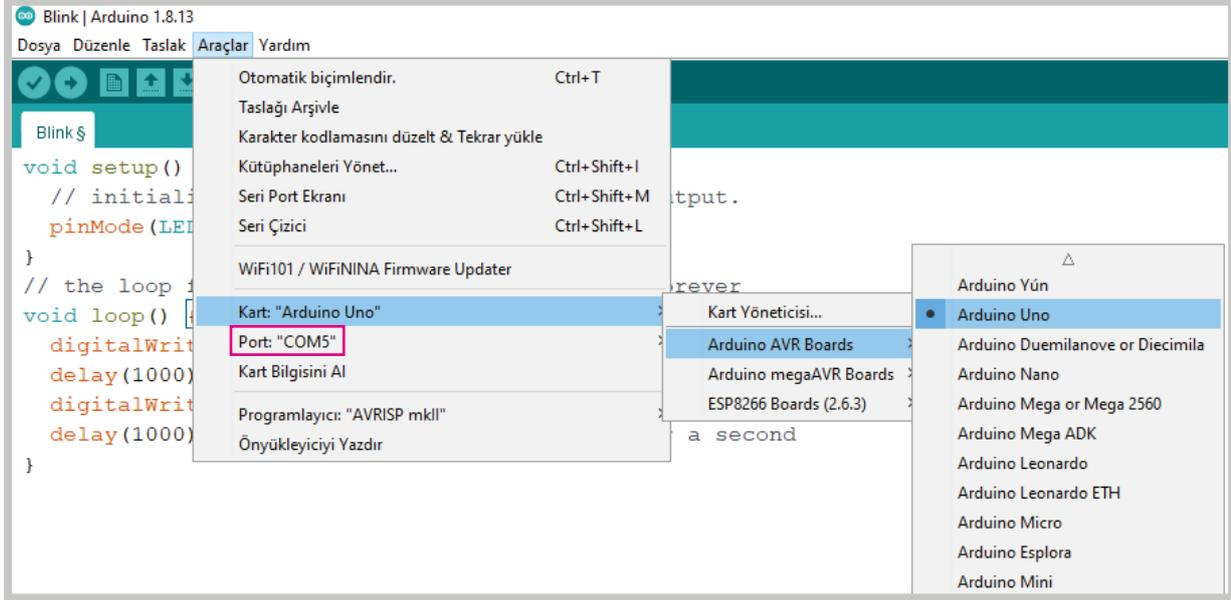 Blink | Arduino 1.8.13
Dosya Düzenle Taslak Araçlar Yardım
Otomatik biçimlendir. Ctrl+T
Taslağı Arşivle
Karakter kodlamasını düzelt & Tekrar yükle
Kütüphaneleri Yönet... Ctrl+Shift+I
Seri Port Ekranı Ctrl+Shift+M
Seri Çizici Ctrl+Shift+L
WiFi101 / WiFiNINA Firmware Updater
Kart: "Arduino Uno"
Port: "COM5"
Kart Bilgisini Al
Programlayıcı: "AVRISP mkII"
Önyükleyiciyi Yazdır
Kart Yöneticisi...
Arduino AVR Boards
Arduino megaAVR Boards
ESP8266 Boards (2.6.3)
Arduino Yún
Arduino Uno
Arduino Duemilanove or Diecimila
Arduino Nano
Arduino Mega or Mega 2560
Arduino Mega ADK
Arduino Leonardo
Arduino Leonardo ETH
Arduino Micro
Arduino Esplora
Arduino Mini
Blink §
void setup()
// initiali tput.
pinMode(LED
}
// the loop f rever
void loop()
digitalWrit
delay(1000)
digitalWrit
delay(1000) a second
}